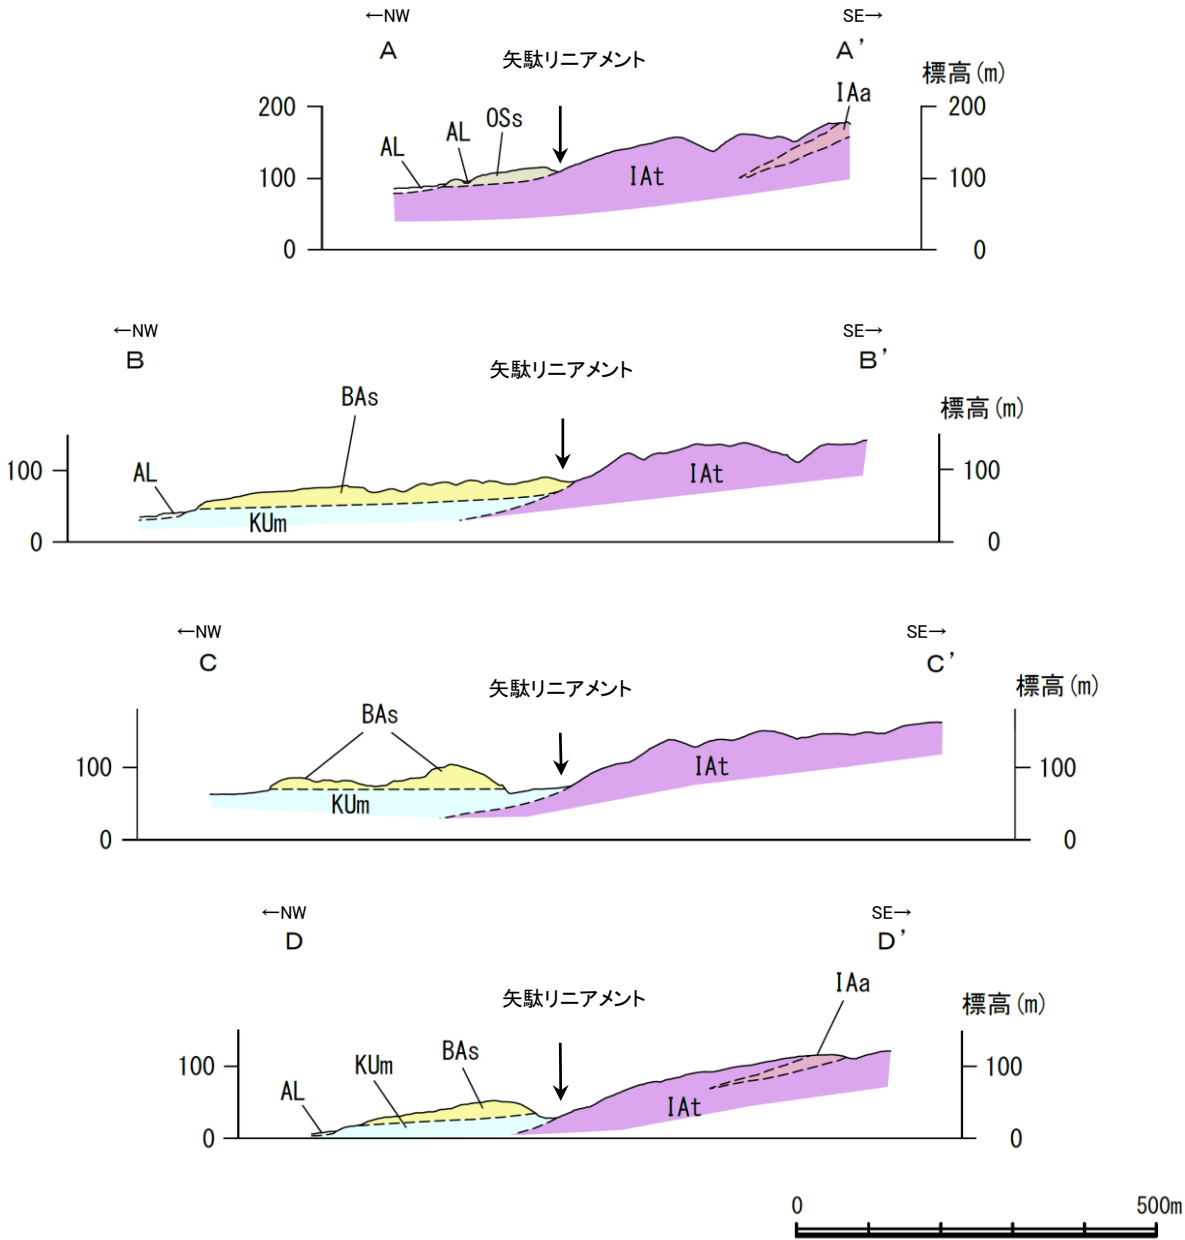 ←NW SE→
A A'
矢駄リニアメント
標高(m)
IAa
200 200
OSs
AL
AL
100 IAt 100
0 0
←NW SE→
B B'
矢駄リニアメント
BAs
標高(m)
AL
100 IAt 100
KUm
0 0
←NW SE→
C C'
矢駄リニアメント
標高(m)
BAs
100 IAt 100
KUm
0 0
←NW SE→
D D'
IAa
矢駄リニアメント
標高(m)
BAs
KUm
100 100
AL
IAt
0 0
0 500m